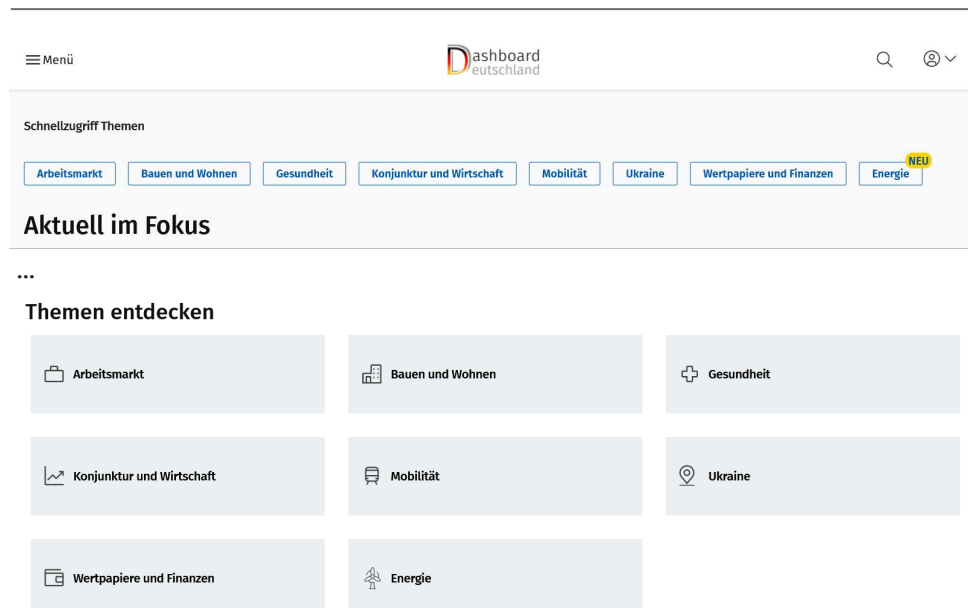 Menü
Dashboard
Deutschland
Schnellzugriff Themen
NEU
Arbeitsmarkt Bauen und Wohnen Gesundheit Konjunktur und Wirtschaft Mobilität Ukraine Wertpapiere und Finanzen Energie
Aktuell im Fokus
...
Themen entdecken
Arbeitsmarkt Bauen und Wohnen Gesundheit
Konjunktur und Wirtschaft Mobilität Ukraine
Wertpapiere und Finanzen Energie